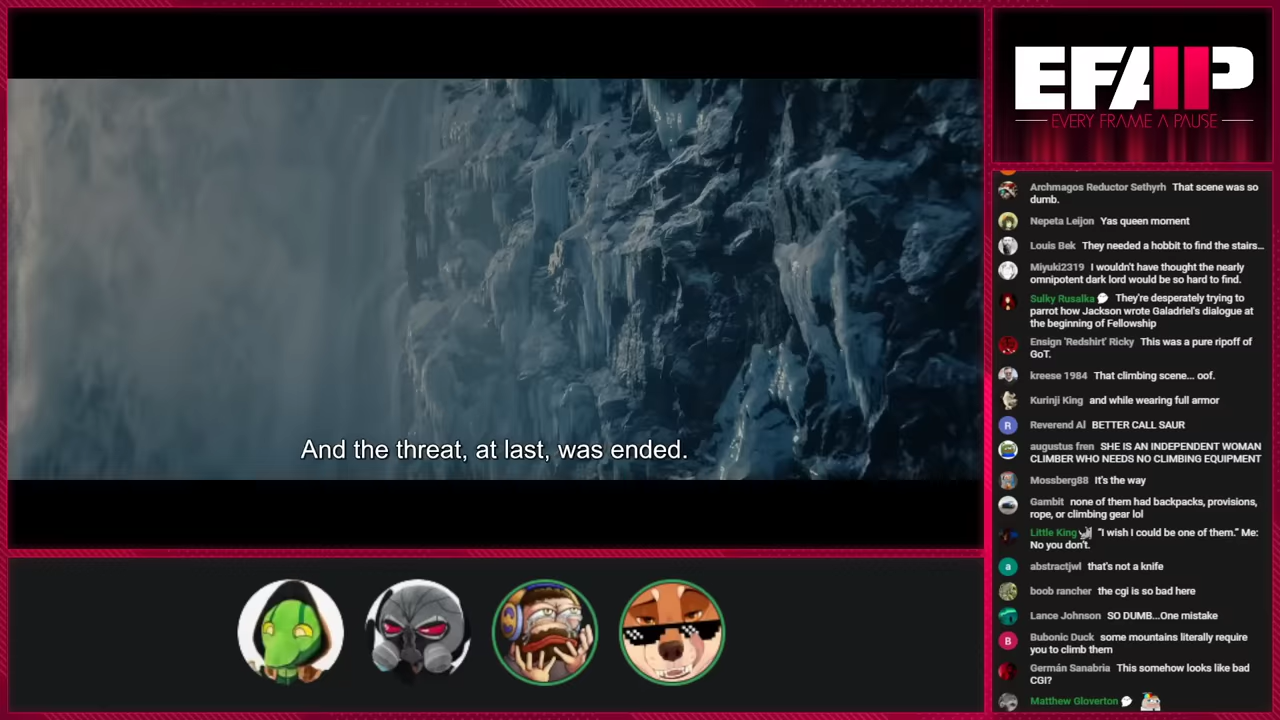 And the threat, at last, was ended.
EFAP
EVERY FRAME A PAUSE
Archmagos Reductor Sethyrh That scene was so
dumb.
Nepeta Leijon Yas queen moment
Louis Bek They needed a hobbit to find the stairs...
Miyuki2319 I wouldn't have thought the nearly
omnipotent dark lord would be so hard to find.
Sulky Rusalka They're desperately trying to
parrot how Jackson wrote Galadriel's dialogue at
the beginning of Fellowship
Ensign 'Redshirt' Ricky This was a pure ripoff of
GoT.
kreese 1984 That climbing scene... oof.
Kurinji King and while wearing full armor
R
Reverend Al BETTER CALL SAUR
augustus fren SHE IS AN INDEPENDENT WOMAN
CLIMBER WHO NEEDS NO CLIMBING EQUIPMENT
Mossberg88 It's the way
Gambit none of them had backpacks, provisions,
rope, or climbing gear lol
Little King “I wish I could be one of them.” Me:
No you don't.
a
abstractjwl that's not a knife
boob rancher the cgi is so bad here
Lance Johnson SO DUMB...One mistake
B
Bubonic Duck some mountains literally require
you to climb them
Germán Sanabria This somehow looks like bad
CGI?
Matthew Gloverton